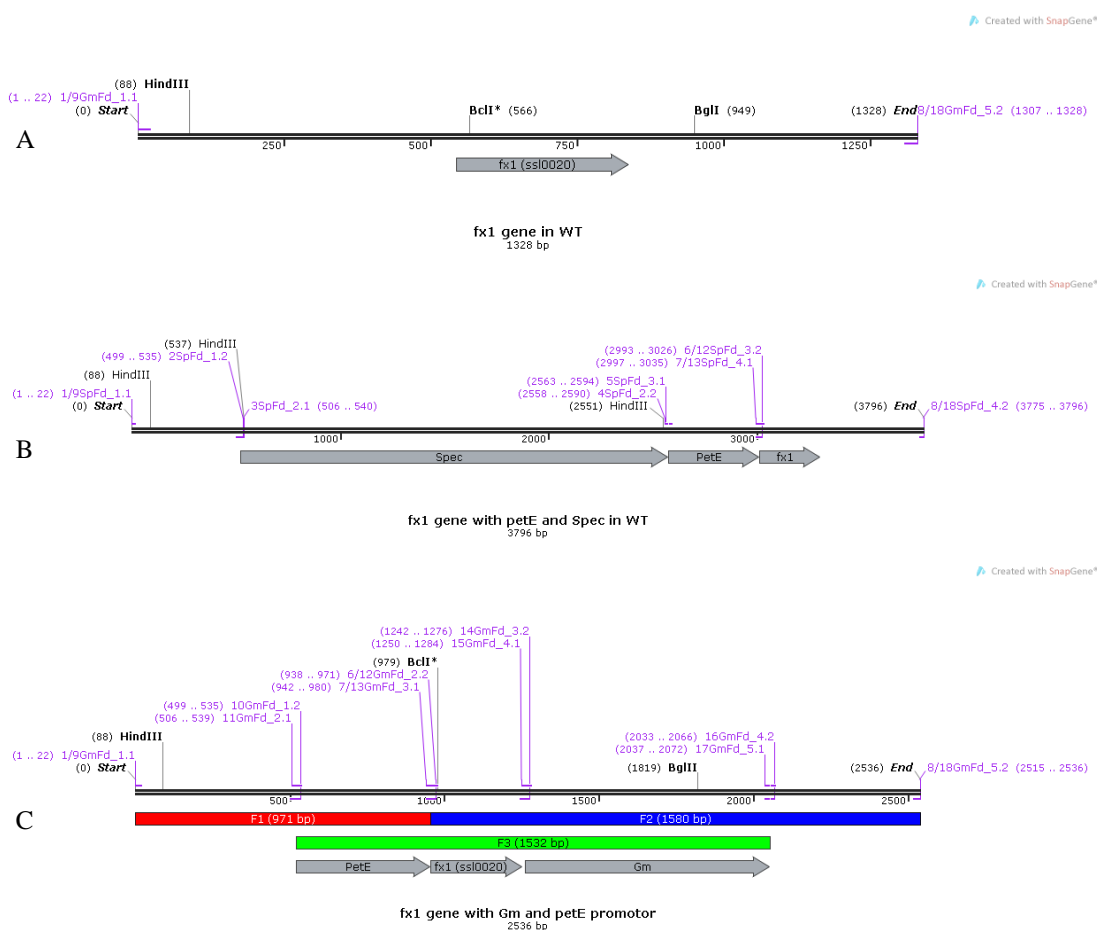 Created with SnapGene®
(88) HindIII
(1 .. 22) 1/9GmFd_1.1
(0) Start
BclI* (566)
BglI (949)
(1328) End
8/18GmFd_5.2 (1307 .. 1328)
A
250
500
750
1000
1250
fx1 (ssl0020)
fx1 gene in WT
1328 bp
Created with SnapGene®
(537) HindIII
(499 .. 535) 2SpFd_1.2
(88) HindIII
(1 .. 22) 1/9SpFd_1.1
(0) Start
3SpFd_2.1 (506 .. 540)
(2993 .. 3026) 6/12SpFd_3.2
(2997 .. 3035) 7/13SpFd_4.1
(2563 .. 2594) 5SpFd_3.1
(2558 .. 2590) 4SpFd_2.2
(2551) HindIII
(3796) End
8/18SpFd_4.2 (3775 .. 3796)
B
1000
2000
3000
Spec
PetE
fx1
fx1 gene with petE and Spec in WT
3796 bp
Created with SnapGene®
(1242 .. 1276) 14GmFd_3.2
(1250 .. 1284) 15GmFd_4.1
(979) BclI*
(938 .. 971) 6/12GmFd_2.2
(942 .. 980) 7/13GmFd_3.1
(499 .. 535) 10GmFd_1.2
(506 .. 539) 11GmFd_2.1
(88) HindIII
(1 .. 22) 1/9GmFd_1.1
(0) Start
(2033 .. 2066) 16GmFd_4.2
(2037 .. 2072) 17GmFd_5.1
(1819) BglII
(2536) End
8/18GmFd_5.2 (2515 .. 2536)
500
1000
1500
2000
2500
C
F1 (971 bp)
F2 (1580 bp)
F3 (1532 bp)
PetE
fx1 (ssl0020)
Gm
fx1 gene with Gm and petE promotor
2536 bp